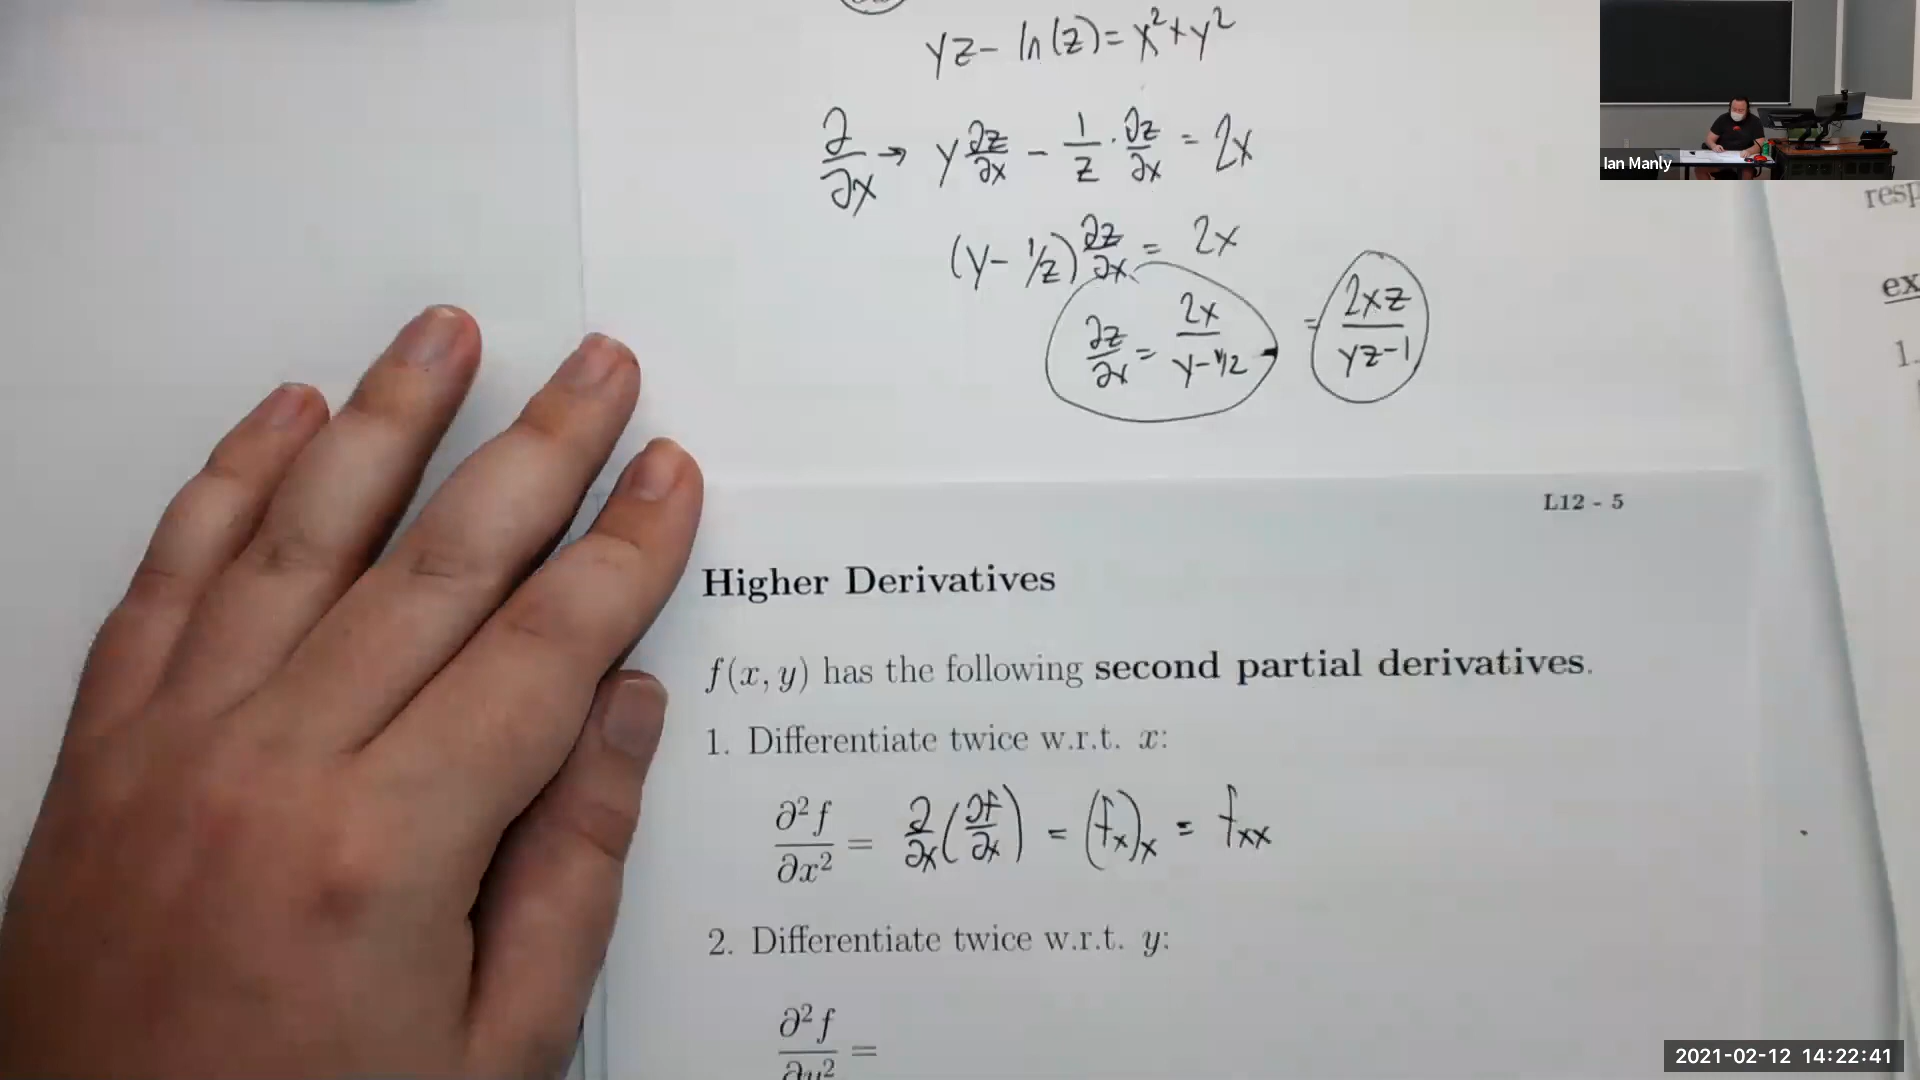 yz - ln(z) = x² + y²
∂/∂x → y ∂z/∂x - 1/z · ∂z/∂x = 2x
(y - 1/z) ∂z/∂x = 2x
∂z/∂x = 2x/(y - 1/z) = 2xz/(yz - 1)
Ian Manly
ex
1.
L12 - 5
Higher Derivatives
f(x, y) has the following second partial derivatives.
1. Differentiate twice w.r.t. x:
∂²f/∂x² = ∂/∂x (∂f/∂x) = (fx)x = fxx
2. Differentiate twice w.r.t. y:
∂²f/∂y² =
2021-02-12 14:22:41